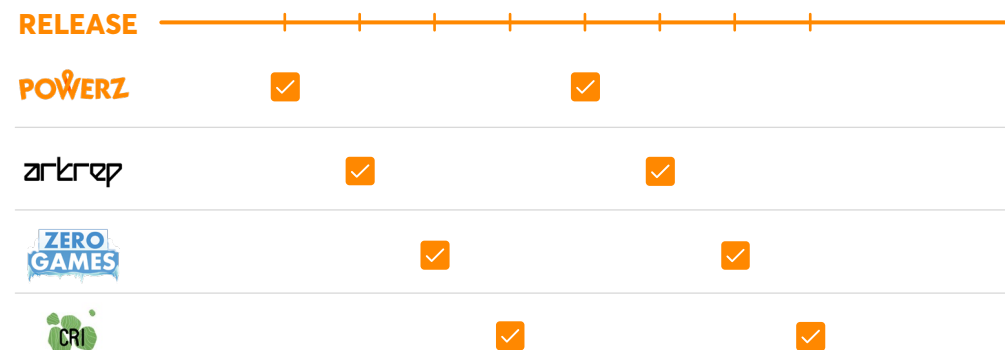 RELEASE
POWERZ
arkrep
ZERO
GAMES
CRI